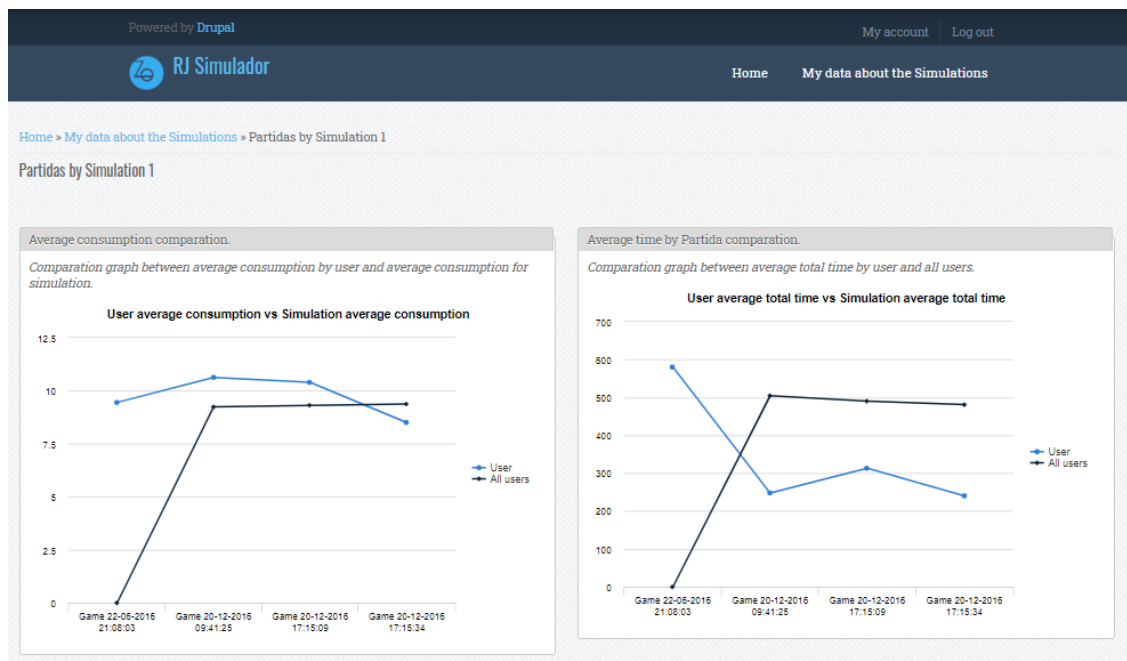 Powered by Drupal
My account
Log out
RJ Simulador
Home
My data about the Simulations
Home » My data about the Simulations » Partidas by Simulation 1
Partidas by Simulation 1
Average consumption comparation.
Comparation graph between average consumption by user and average consumption for
simulation.
User average consumption vs Simulation average consumption
12.5
10
7.5
5
2.5
0
Game 22-06-2016
21:08:03
Game 20-12-2016
09:41:25
Game 20-12-2016
17:15:09
Game 20-12-2016
17:15:34
User
All users
Average time by Partida comparation.
Comparation graph between average total time by user and all users.
User average total time vs Simulation average total time
700
600
500
400
300
200
100
0
Game 22-06-2016
21:08:03
Game 20-12-2016
09:41:25
Game 20-12-2016
17:15:09
Game 20-12-2016
17:15:34
User
All users